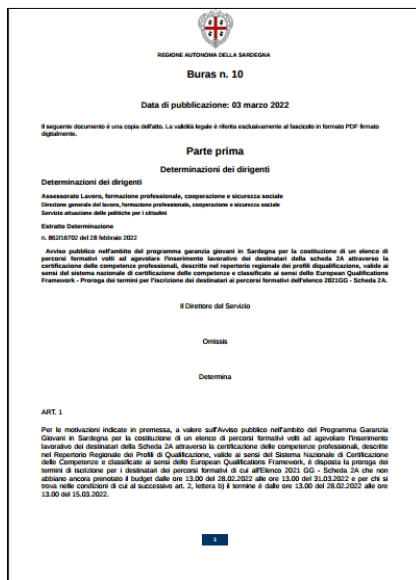 REGIONE AUTONOMA DELLA SARDEGNA
Buras n. 10
Data di pubblicazione: 03 marzo 2022
Il seguente documento è una copia dell'atto. La validità legale è riferita esclusivamente al fascicolo in formato PDF firmato
digitalmente.
Parte prima
Determinazioni dei dirigenti
Determinazioni dei dirigenti
Assessorato Lavoro, formazione professionale, cooperazione e sicurezza sociale
Direzione generale del lavoro, formazione professionale, cooperazione e sicurezza sociale
Servizio attuazione delle politiche per i cittadini
Estratto Determinazione
n. 862/16702 del 28 febbraio 2022
Avviso pubblico nell'ambito del programma garanzia giovani in Sardegna per la costituzione di un elenco di
percorsi formativi volti ad agevolare l'inserimento lavorativo dei destinatari della scheda 2A attraverso la
certificazione delle competenze professionali, descritte nel repertorio regionale dei profili diqualificazione, valide ai
sensi del sistema nazionale di certificazione delle competenze e classificate ai sensi dello European Qualifications
Framework - Proroga dei termini per l'iscrizione dei destinatari ai percorsi formativi dell'elenco 2021GG - Scheda 2A.
Il Direttore del Servizio
Omissis
Determina
ART. 1
Per le motivazioni indicate in premessa, a valere sull'Avviso pubblico nell'ambito del Programma Garanzia
Giovani in Sardegna per la costituzione di un elenco di percorsi formativi volti ad agevolare l'inserimento
lavorativo dei destinatari della scheda 2A attraverso la certificazione delle competenze professionali, descritte
nel Repertorio Regionale dei Profili di Qualificazione, valide ai sensi del Sistema Nazionale di Certificazione
delle Competenze e classificate ai sensi dello European Qualifications Framework, è disposta la proroga dei
termini di iscrizione per i destinatari dei percorsi formativi di cui all'Elenco 2021 GG - Scheda 2A che non
abbiano ancora prenotato il budget dalle ore 13.00 del 28.02.2022 alle ore 13.00 del 31.03.2022 e per chi si
trova nelle condizioni di cui al successivo art. 2, lettera b) il termine è dalle ore 13.00 del 28.02.2022 alle ore
13.00 del 15.03.2022.
1